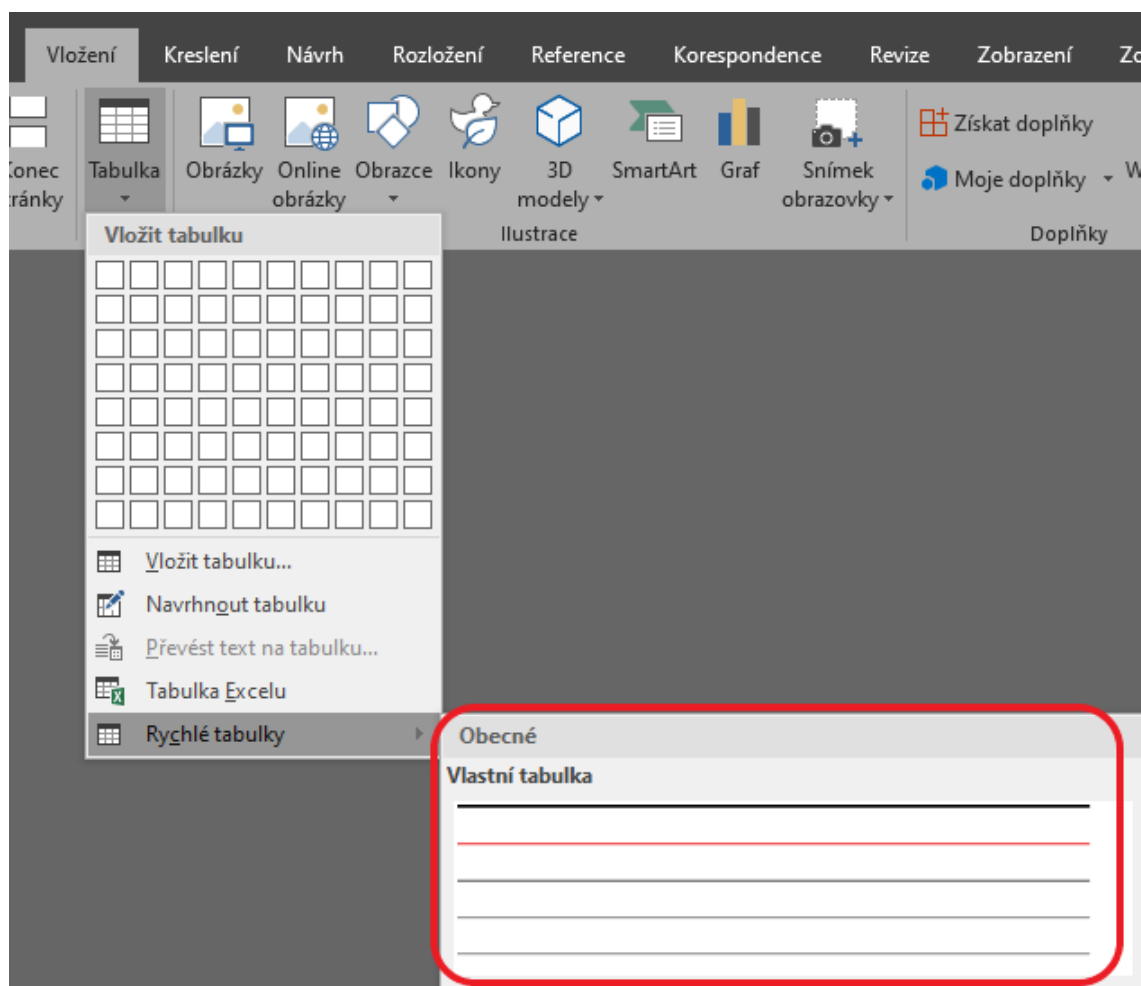 Vložení Kreslení Návrh Rozložení Reference Korespondence Revize Zobrazení
Tabulka Obrázky Online obrázky Obrazce Ikony 3D modely SmartArt Graf Snímek obrazovky Získat doplňky
Moje doplňky
Ilustrace Doplňky
Vložit tabulku
Vložit tabulku...
Navrhnout tabulku
Převést text na tabulku...
Tabulka Excelu
Rychlé tabulky
Obecné
Vlastní tabulka